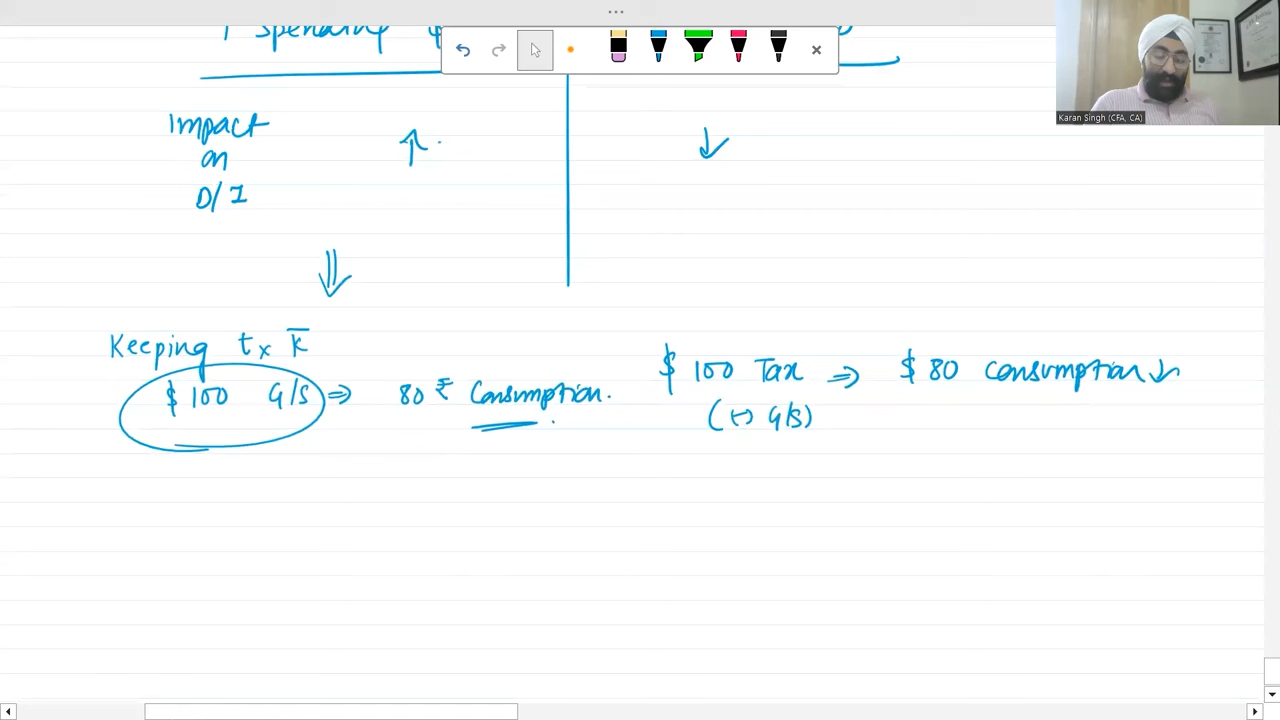 ↑ spending
Impact
on
D/I
↑
↓
⇓
Keeping tx k̅
$ 100 G/S ⇒ 80 ₹ Consumption.
$ 100 Tax ⇒ $ 80 consumption ↓
(↔ G/S)
Karan Singh (CFA, CA)